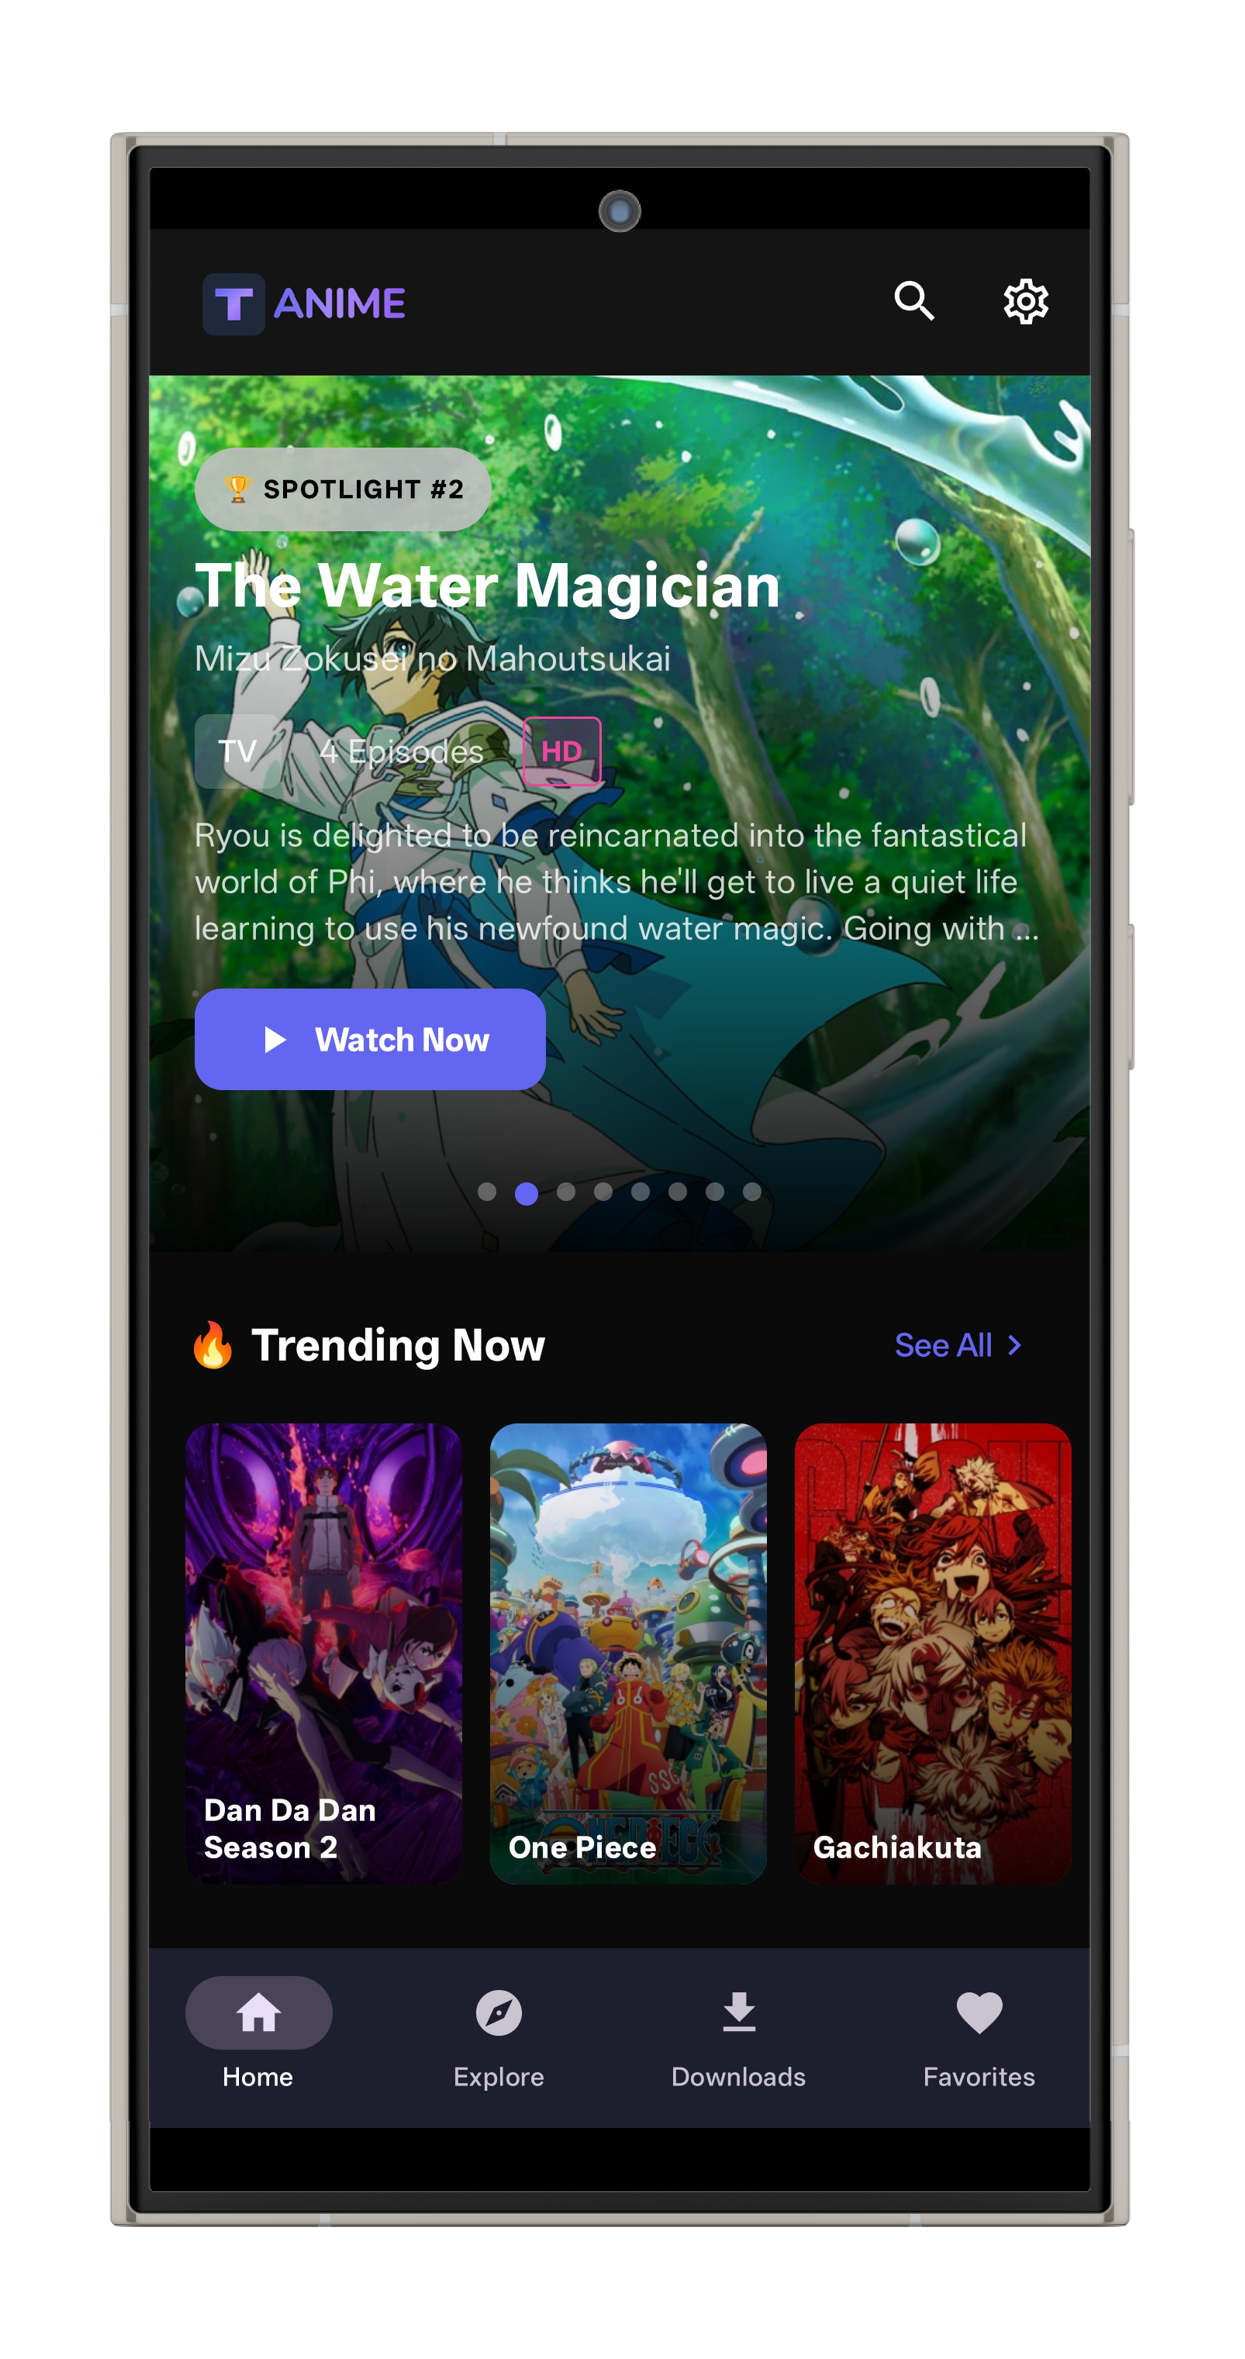 T ANIME
🏆 SPOTLIGHT #2
The Water Magician
Mizu Zokusei no Mahoutsukai
TV 4 Episodes HD
Ryou is delighted to be reincarnated into the fantastical
world of Phi, where he thinks he'll get to live a quiet life
learning to use his newfound water magic. Going with ...
Watch Now
🔥 Trending Now See All
SSG
ONE PIECE
Dan Da Dan
Season 2
One Piece
Gachiakuta
Home
Explore
Downloads
Favorites